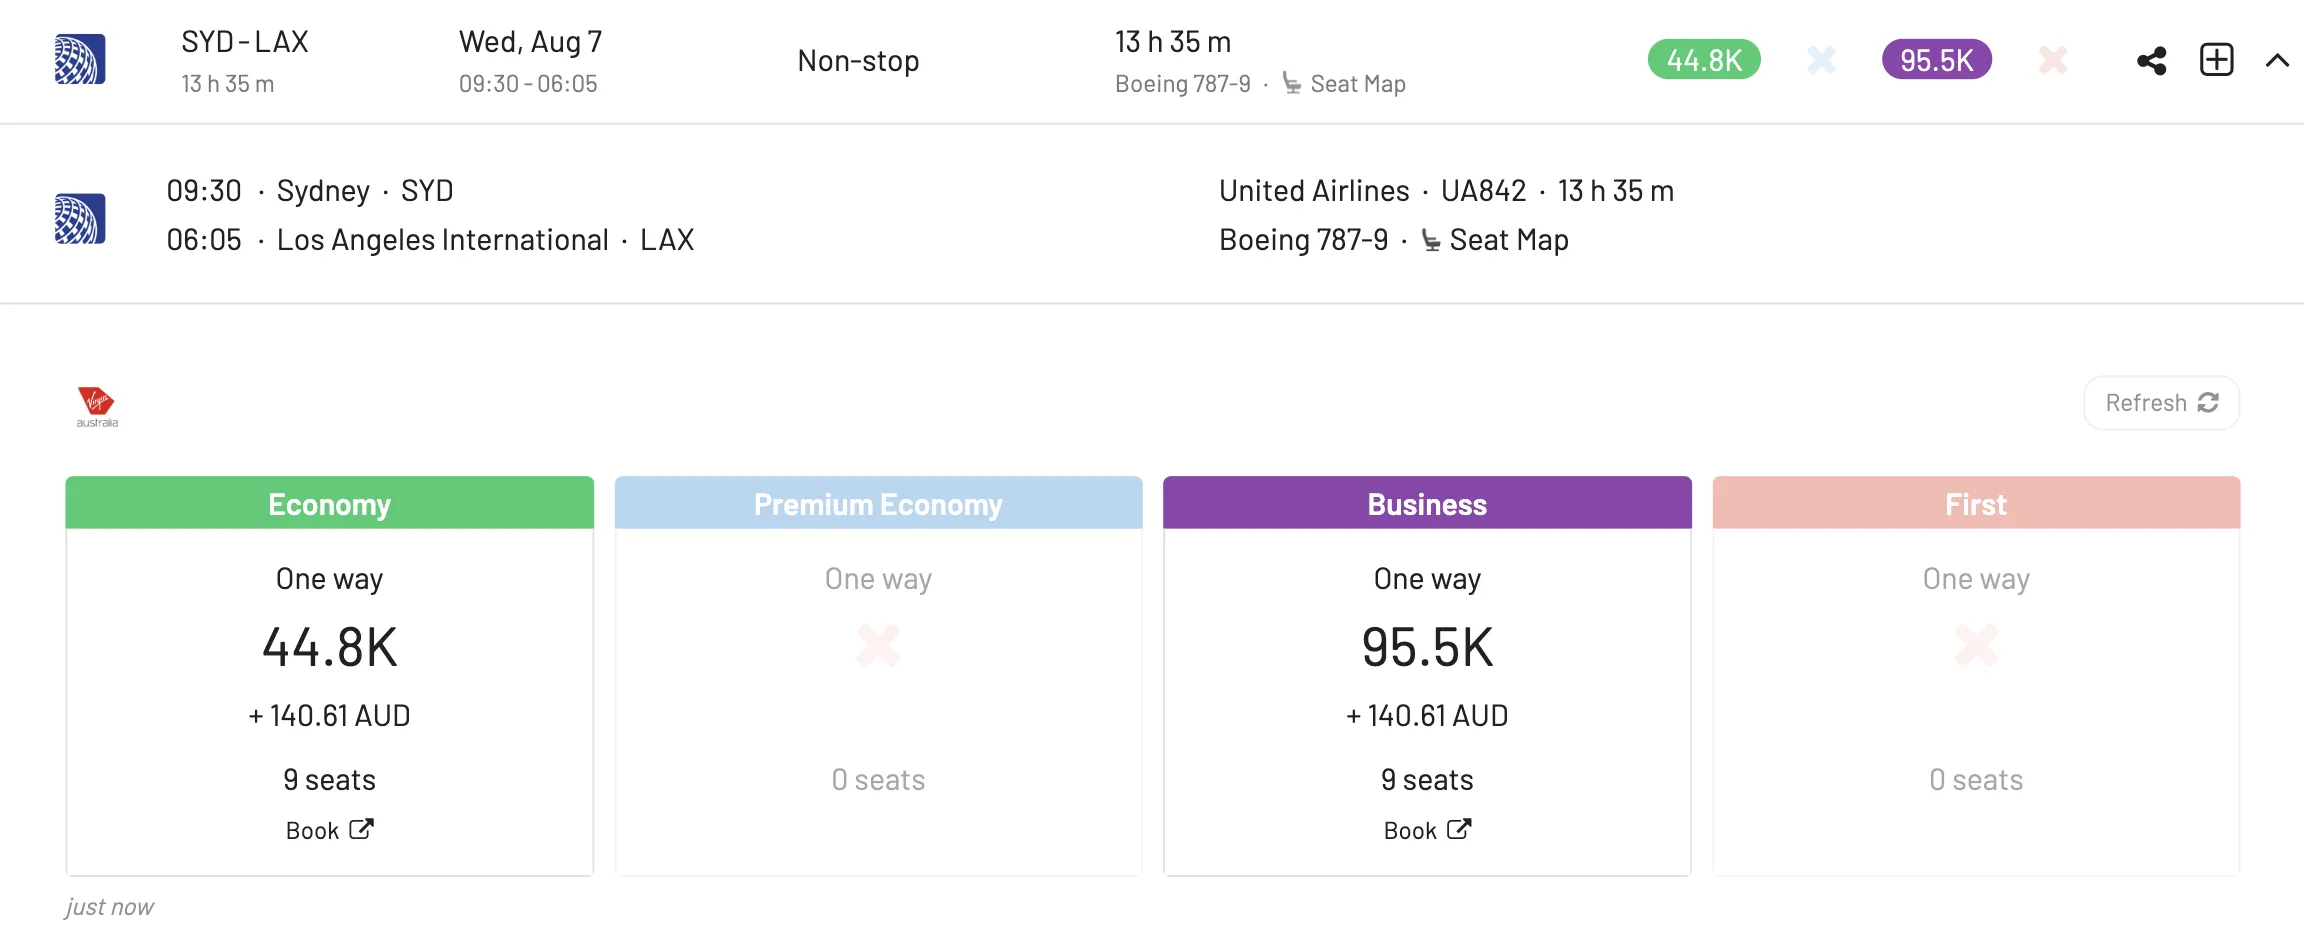 SYD - LAX
13 h 35 m
Wed, Aug 7
09:30 - 06:05
Non-stop
13 h 35 m
Boeing 787-9 · Seat Map
44.8K
95.5K
09:30 · Sydney · SYD
06:05 · Los Angeles International · LAX
United Airlines · UA842 · 13 h 35 m
Boeing 787-9 · Seat Map
Virgin
australia
Refresh
Economy
One way
44.8K
+ 140.61 AUD
9 seats
Book
Premium Economy
One way
0 seats
Business
One way
95.5K
+ 140.61 AUD
9 seats
Book
First
One way
0 seats
just now